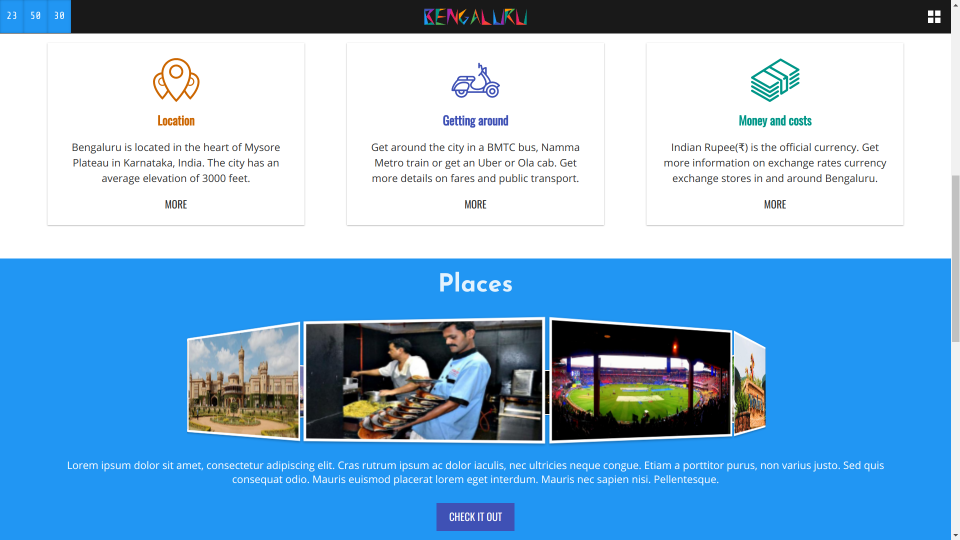 23 50 30
BENGALURU
Location
Bengaluru is located in the heart of Mysore
Plateau in Karnataka, India. The city has an
average elevation of 3000 feet.
MORE
Getting around
Get around the city in a BMTC bus, Namma
Metro train or get an Uber or Ola cab. Get
more details on fares and public transport.
MORE
Money and costs
Indian Rupee(₹) is the official currency. Get
more information on exchange rates currency
exchange stores in and around Bengaluru.
MORE
Places
Lorem ipsum dolor sit amet, consectetur adipiscing elit. Cras rutrum ipsum ac dolor iaculis, nec ultricies neque congue. Etiam a porttitor purus, non varius justo. Sed quis
consequat odio. Mauris euismod placerat lorem eget interdum. Mauris nec sapien nisi. Pellentesque.
CHECK IT OUT